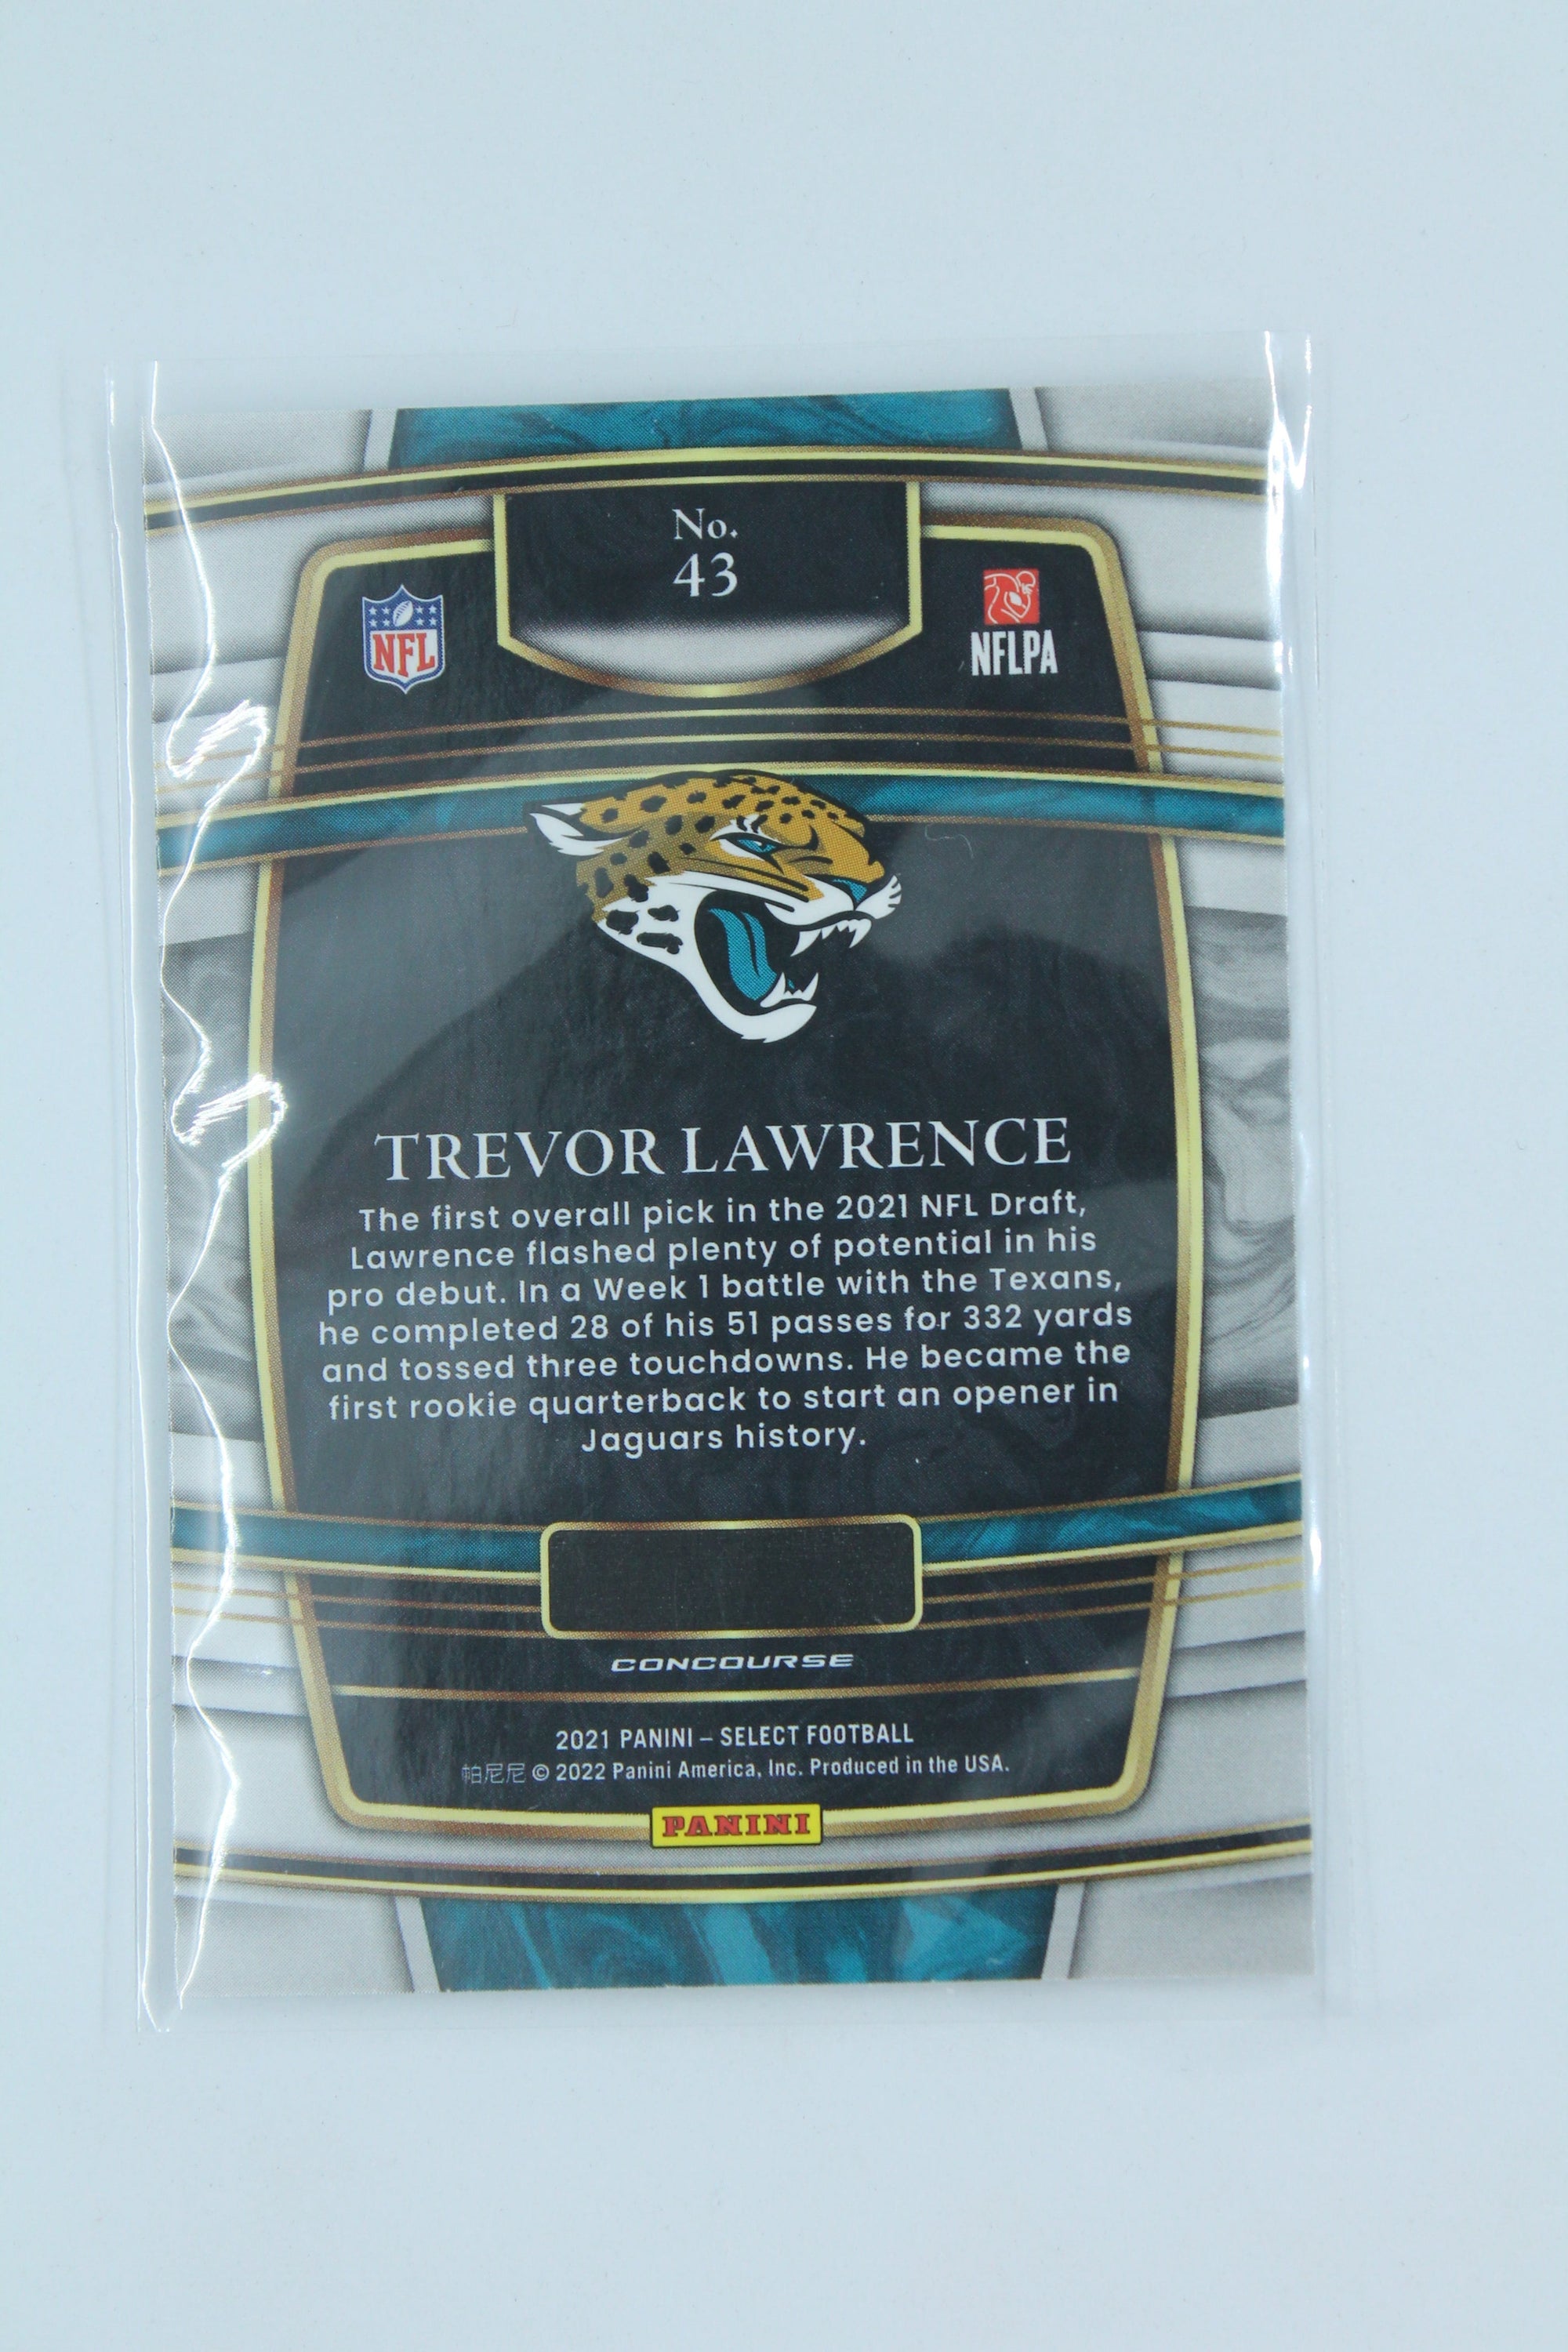 No.
43
NFL
NFLPA
TREVOR LAWRENCE
The first overall pick in the 2021 NFL Draft,
Lawrence flashed plenty of potential in his
pro debut. In a Week 1 battle with the Texans,
he completed 28 of his 51 passes for 332 yards
and tossed three touchdowns. He became the
first rookie quarterback to start an opener in
Jaguars history.
CONCOURSE
2021 PANINI – SELECT FOOTBALL
帕尼尼 © 2022 Panini America, Inc. Produced in the USA.
PANINI